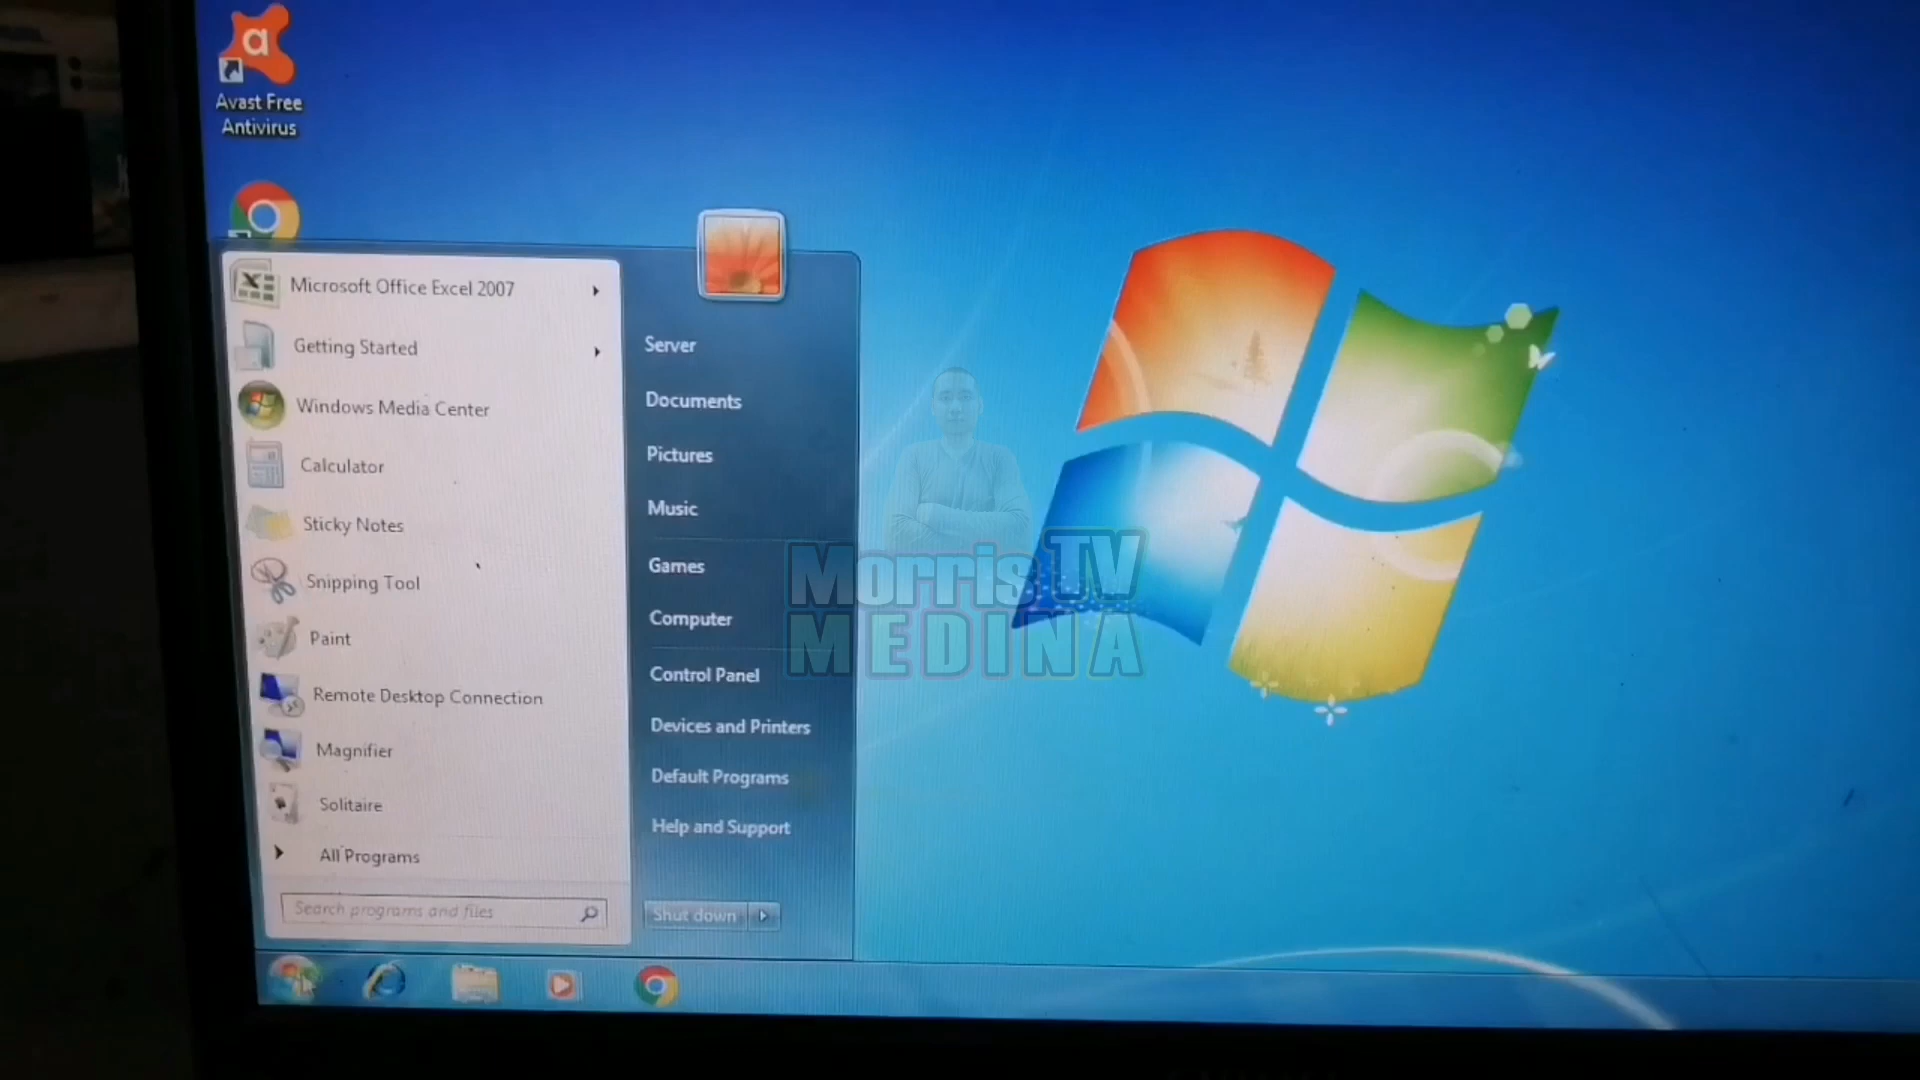 Avast Free
Antivirus
Microsoft Office Excel 2007
Getting Started
Windows Media Center
Calculator
Sticky Notes
Snipping Tool
Paint
Remote Desktop Connection
Magnifier
Solitaire
All Programs
Search programs and files
Server
Documents
Pictures
Music
Games
Computer
Control Panel
Devices and Printers
Default Programs
Help and Support
Shut down
Morris TV
MEDINA